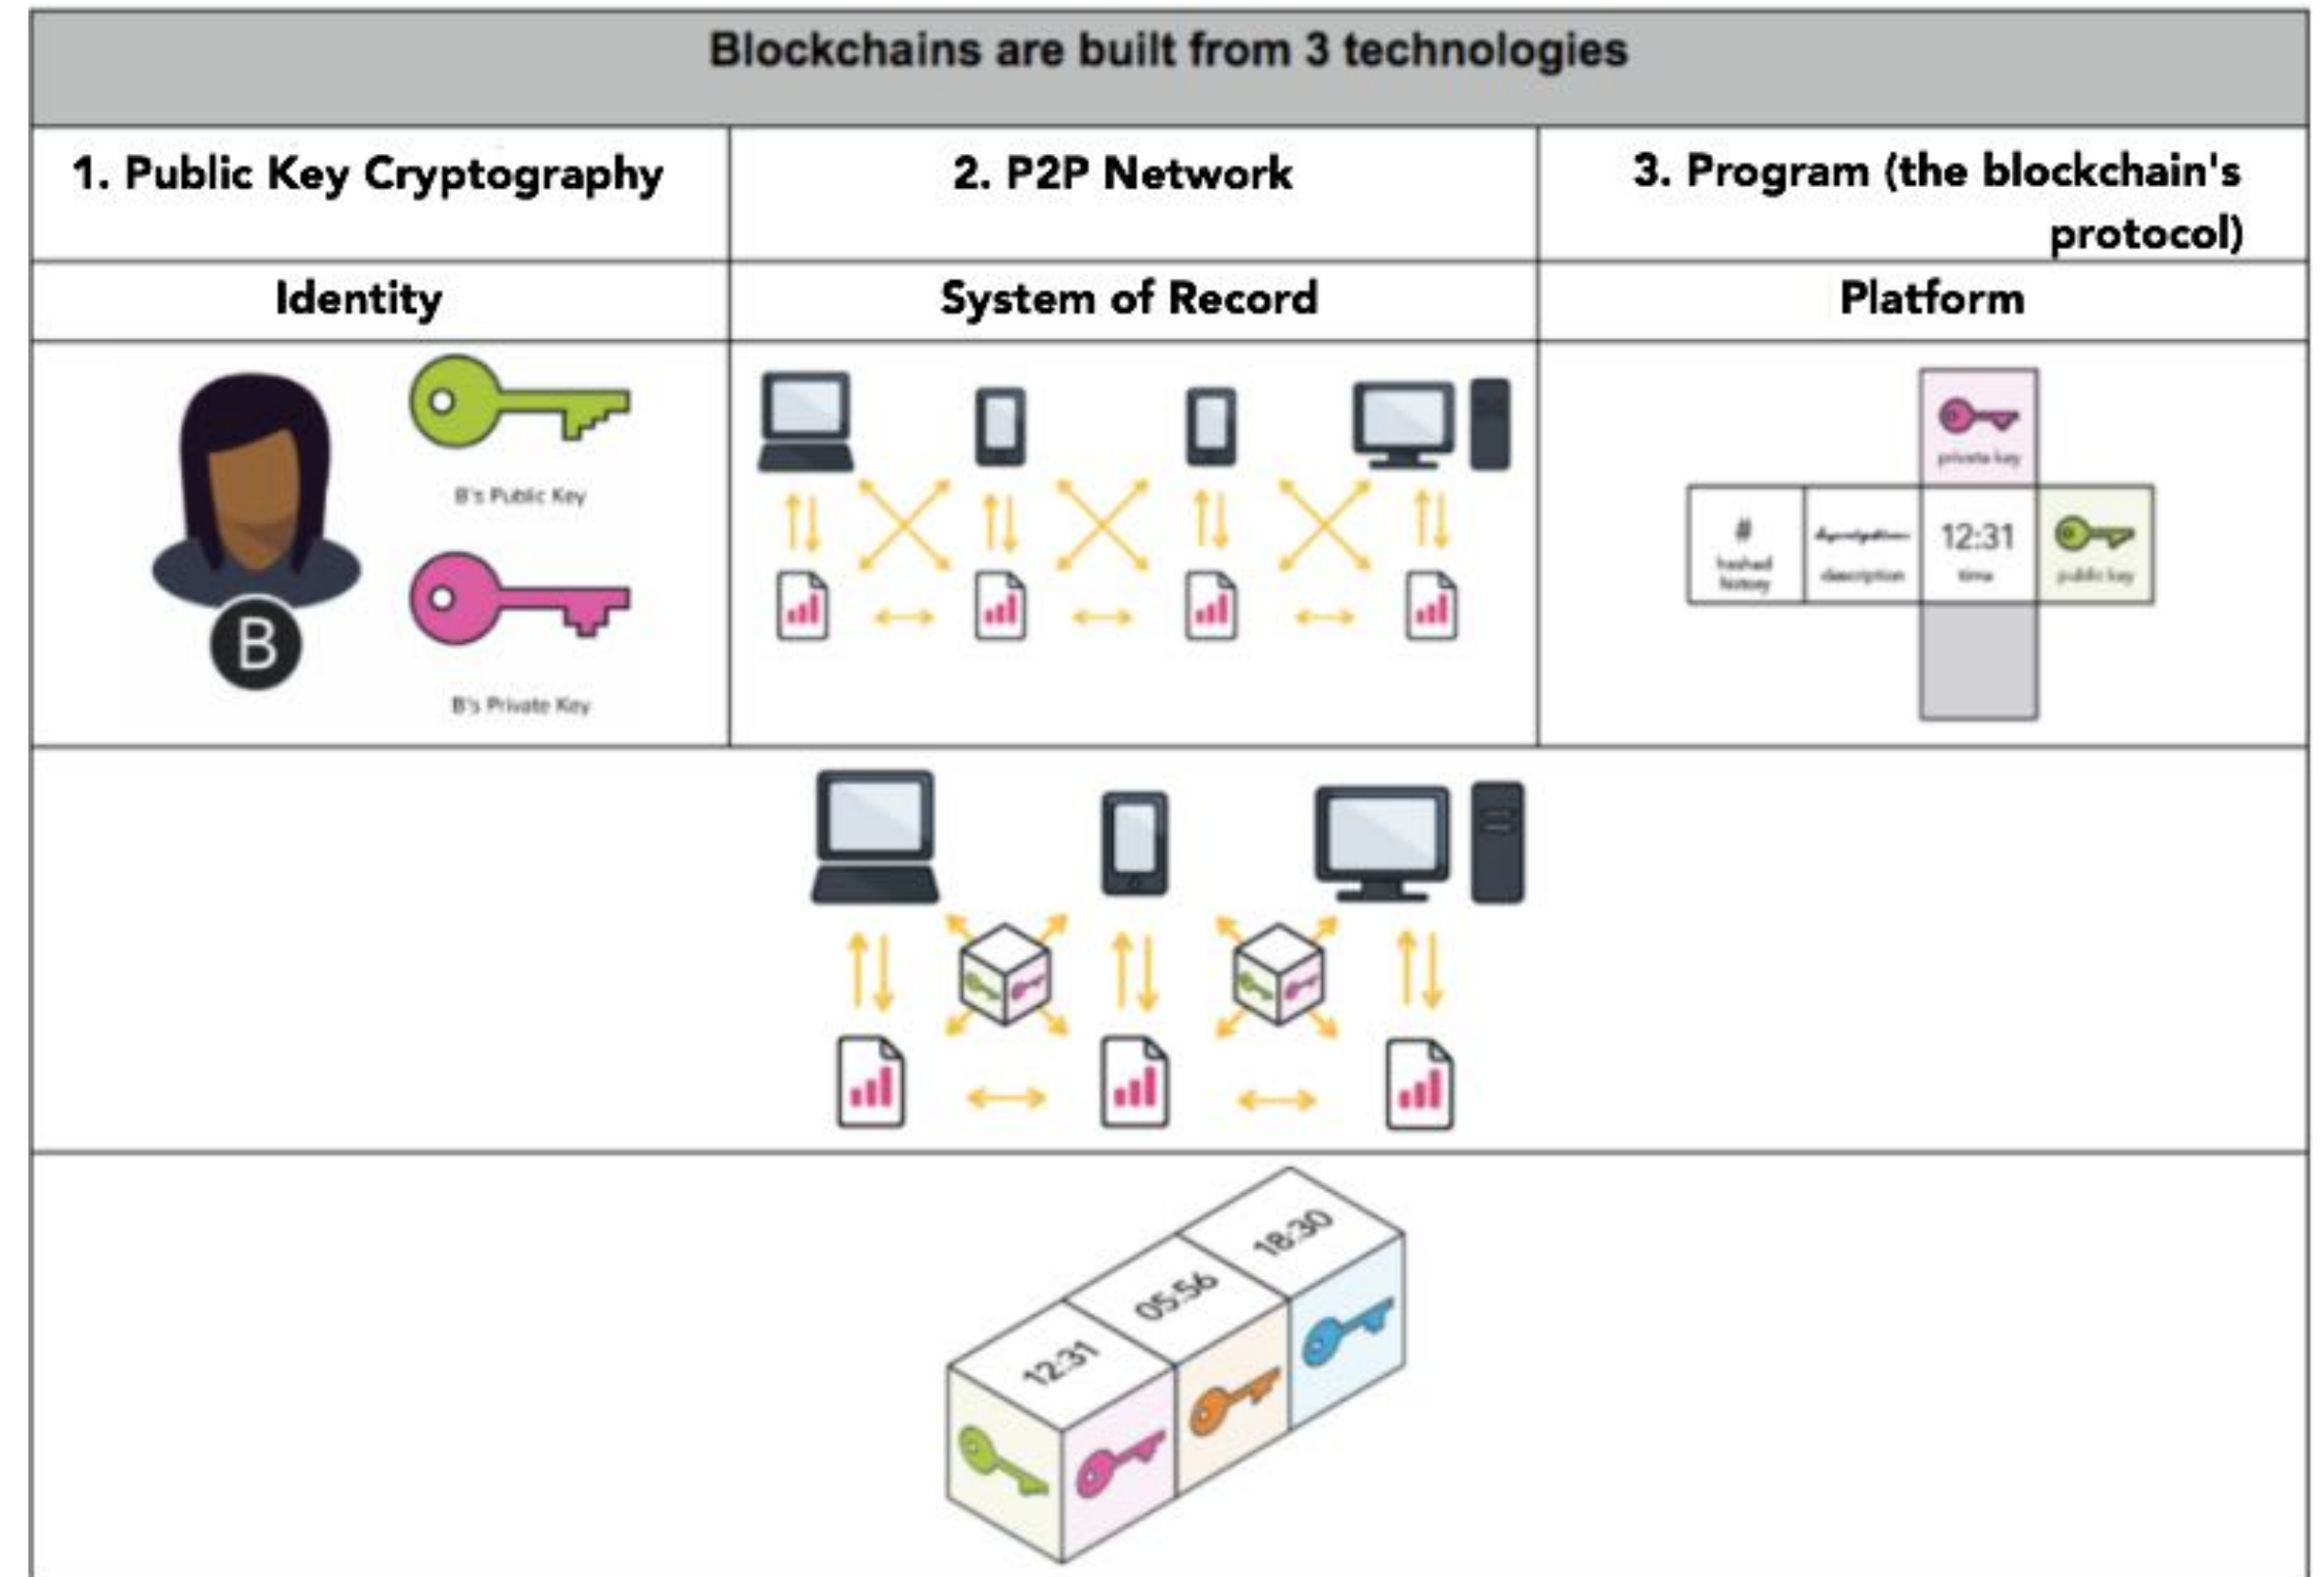 Blockchains are built from 3 technologies
1. Public Key Cryptography
2. P2P Network
3. Program (the blockchain's
protocol)
Identity
System of Record
Platform
B's Public Key
B
B's Private Key
private key
#
hashed
history
description
description
12:31
time
public key
12:31
05:56
18:30